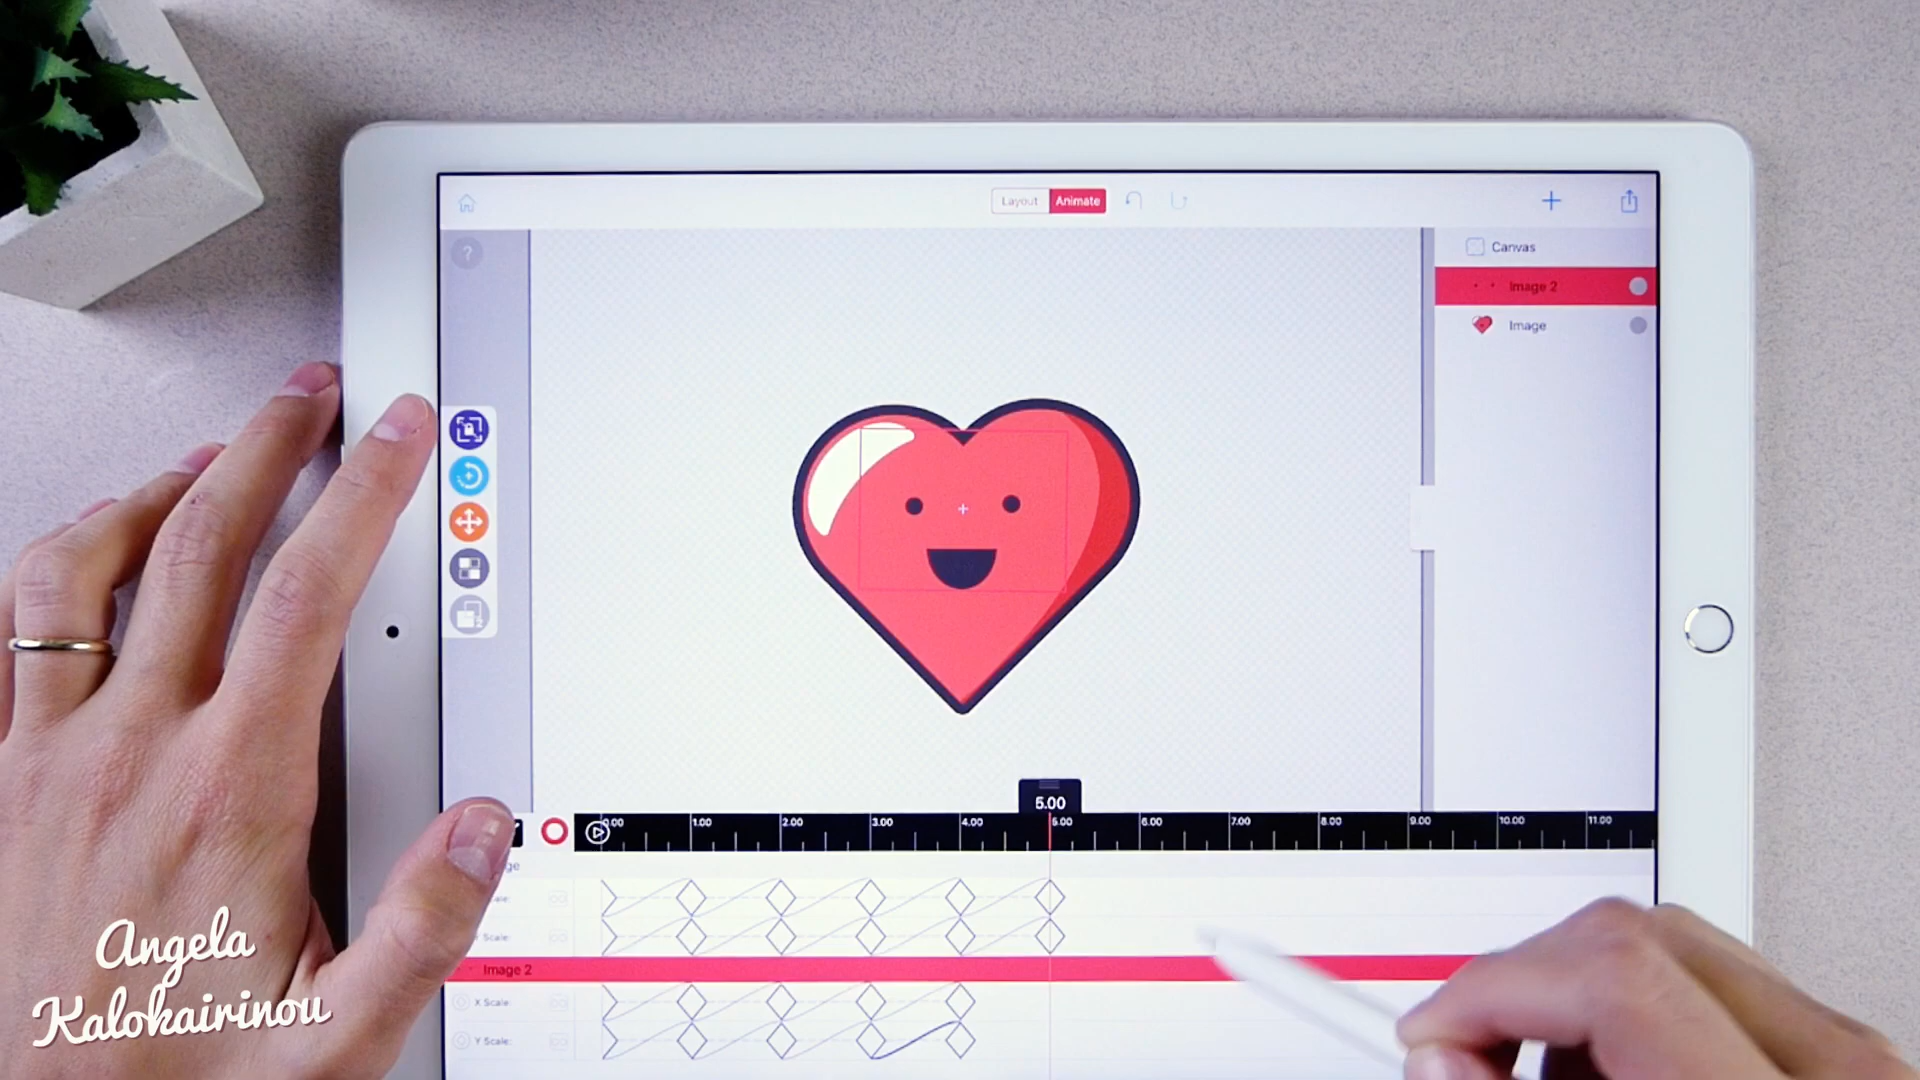 Layout Animate
?
Canvas
Image 2
Image
5.00
0.00 1.00 2.00 3.00 4.00 5.00 6.00 7.00 8.00 9.00 10.00 11.00
Scale:
Image 2
X Scale:
Y Scale:
Angela
Kalokairinou